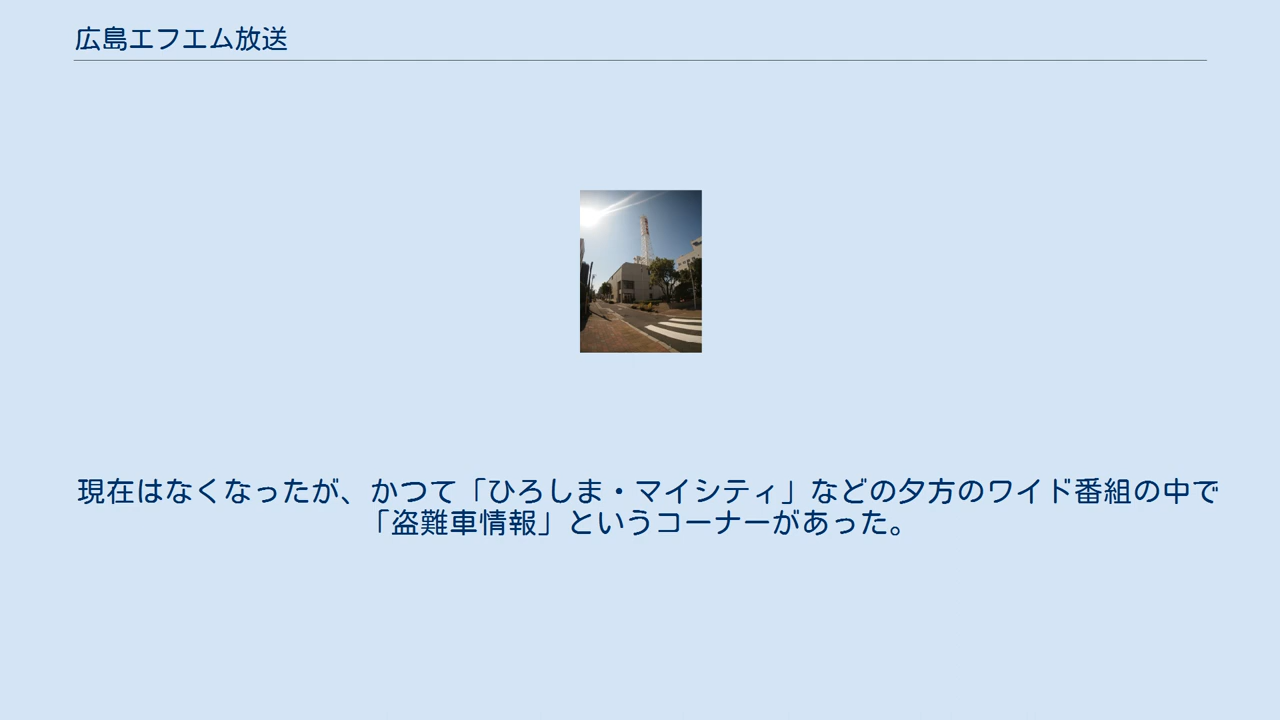 広島エフエム放送
現在はなくなったが、かつて「ひろしま・マイシティ」などの夕方のワイド番組の中で
「盗難車情報」というコーナーがあった。